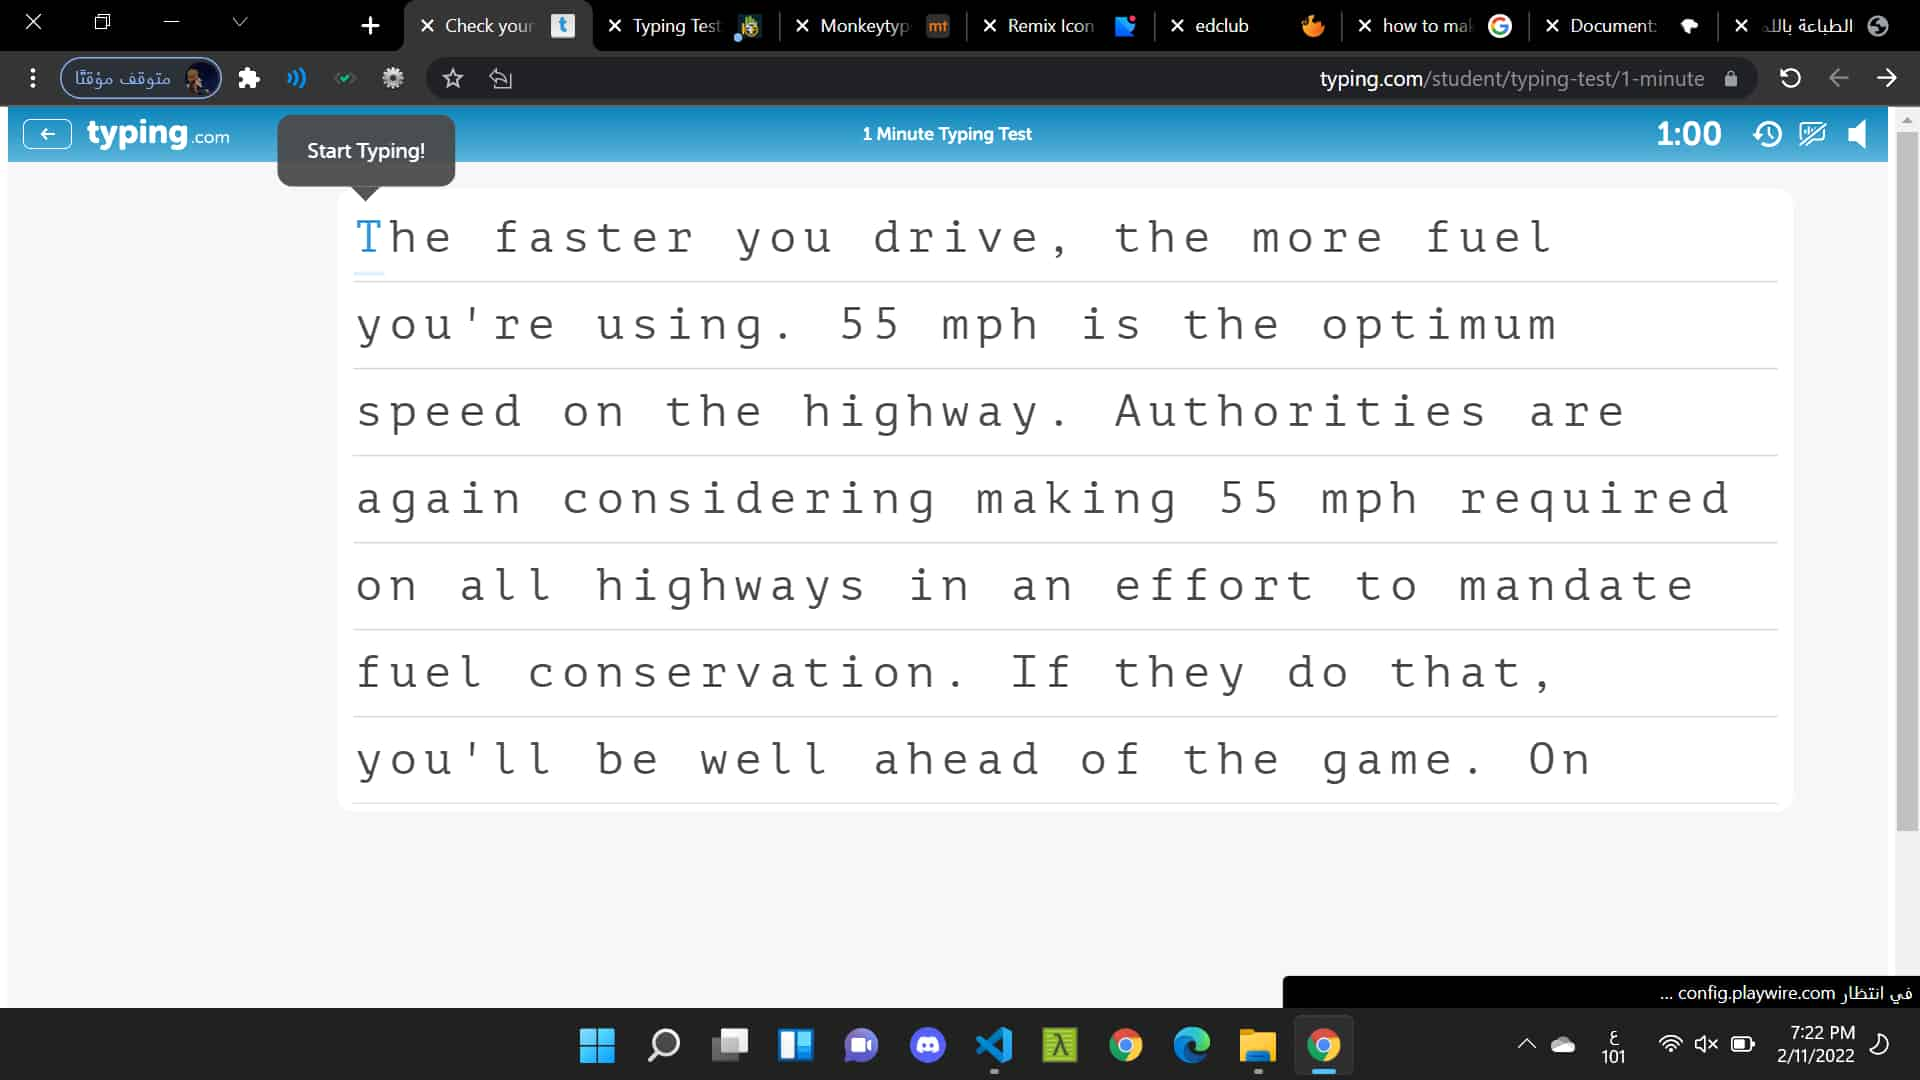 Check your
Typing Test
Monkeytyp
mt
Remix Icon
edclub
how to mak
Document:
الطباعة باللـ
متوقف مؤقتًا
typing.com/student/typing-test/1-minute
typing.com
1 Minute Typing Test
1:00
Start Typing!
The faster you drive, the more fuel
you're using. 55 mph is the optimum
speed on the highway. Authorities are
again considering making 55 mph required
on all highways in an effort to mandate
fuel conservation. If they do that,
you'll be well ahead of the game. On
في انتظار config.playwire.com ...
ع
101
7:22 PM
2/11/2022